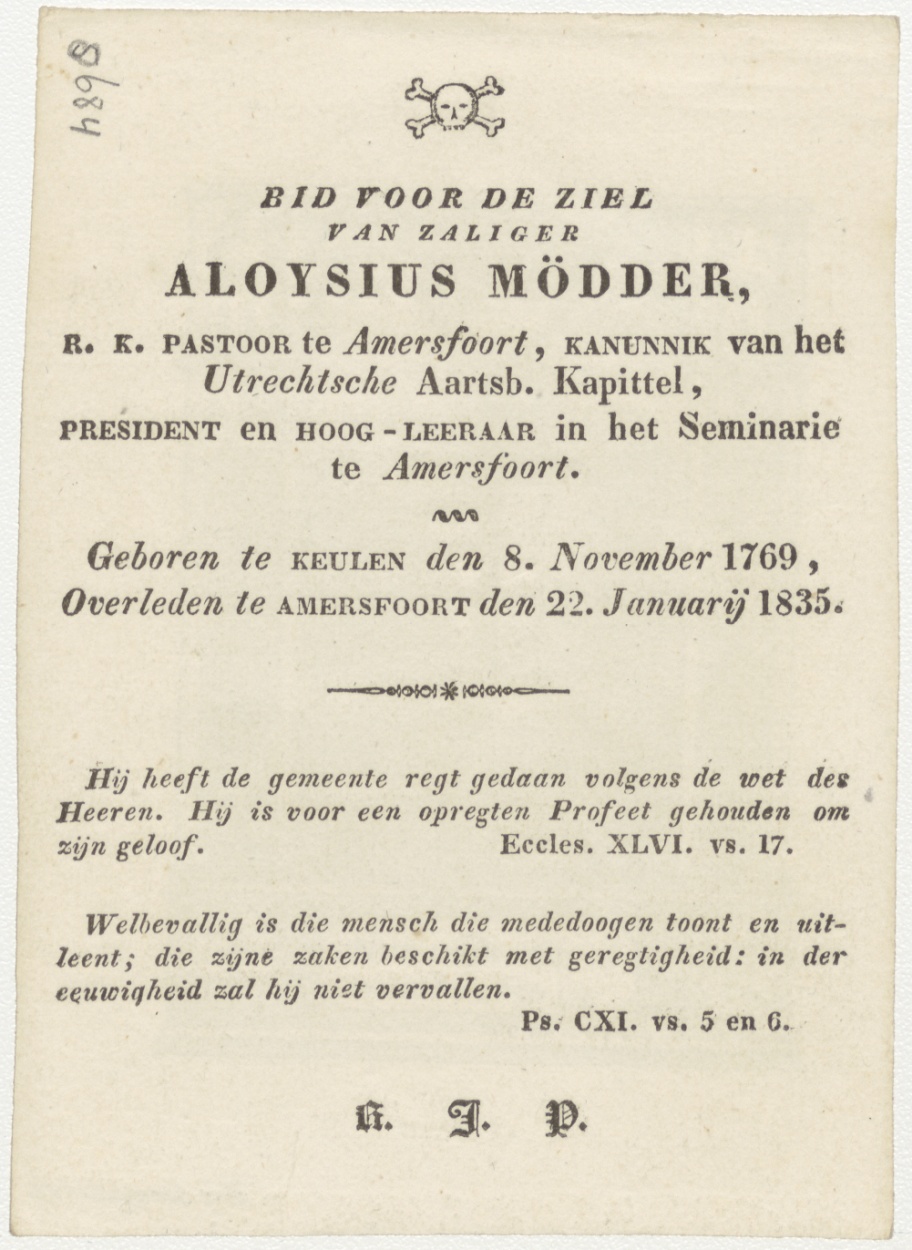 8684
BID VOOR DE ZIEL
VAN ZALIGER
ALOYSIUS MÖDDER,
R. K. PASTOOR te Amersfoort, KANUNNIK van het
Utrechtsche Aartsb. Kapittel,
PRESIDENT en HOOG-LEERAAR in het Seminarie
te Amersfoort.
Geboren te KEULEN den 8. November 1769,
Overleden te AMERSFOORT den 22. Januarij 1835.
Hij heeft de gemeente regt gedaan volgens de wet des
Heeren. Hij is voor een opregten Profeet gehouden om
zijn geloof. Eccles. XLVI. vs. 17.
Welbevallig is die mensch die mededoogen toont en uit-
leent; die zijne zaken beschikt met geregtigheid: in der
eeuwigheid zal hij niet vervallen.
Ps. CXI. vs. 5 en 6.
R. I. P.